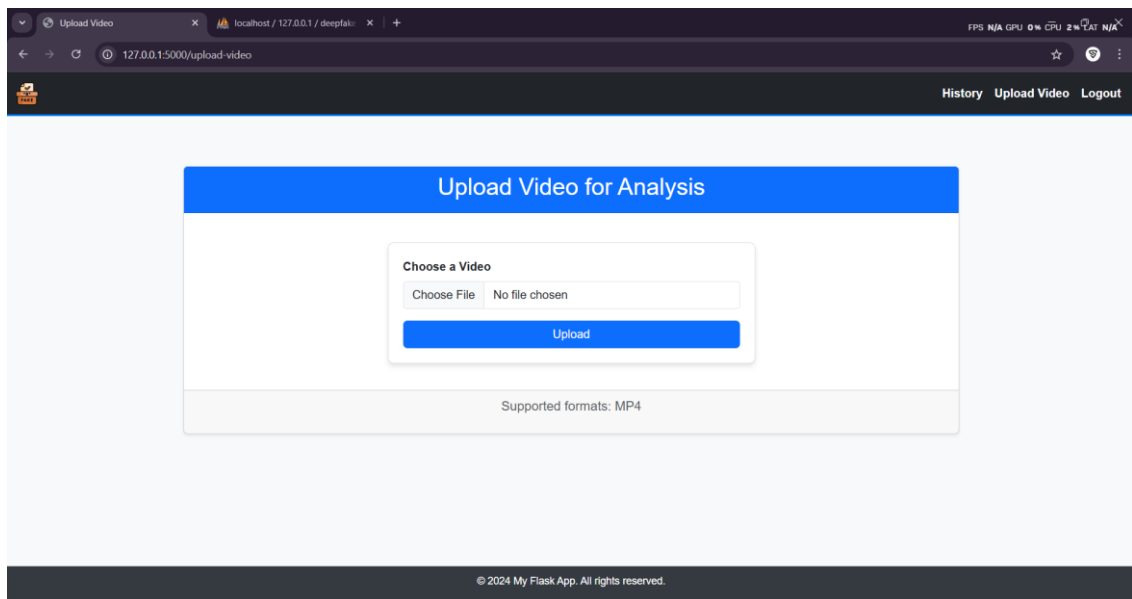 Upload Video
localhost / 127.0.0.1 / deepfake
FPS N/A GPU 0% CPU 2% LAT N/A
127.0.0.1:5000/upload-video
FAKE
History Upload Video Logout
Upload Video for Analysis
Choose a Video
Choose File No file chosen
Upload
Supported formats: MP4
© 2024 My Flask App. All rights reserved.